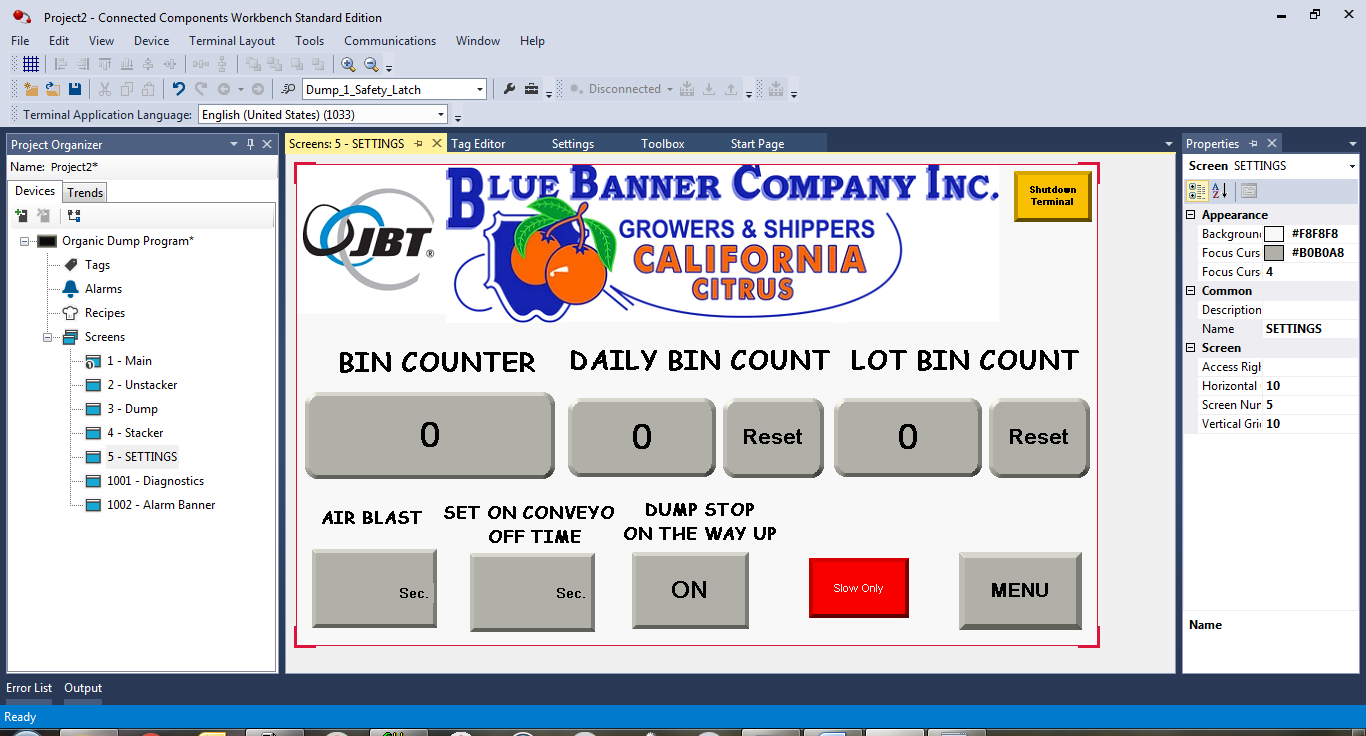 Project2 - Connected Components Workbench Standard Edition
File Edit View Device Terminal Layout Tools Communications Window Help
Dump_1_Safety_Latch
Disconnected
Terminal Application Language: English (United States) (1033)
Project Organizer
Name: Project2*
Devices Trends
Organic Dump Program*
Tags
Alarms
Recipes
Screens
1 - Main
2 - Unstacker
3 - Dump
4 - Stacker
5 - SETTINGS
1001 - Diagnostics
1002 - Alarm Banner
Screens: 5 - SETTINGS Tag Editor Settings Toolbox Start Page
JBT®
BLUE BANNER COMPANY INC.
GROWERS & SHIPPERS
CALIFORNIA
CITRUS
Shutdown
Terminal
BIN COUNTER DAILY BIN COUNT LOT BIN COUNT
0 0 Reset 0 Reset
AIR BLAST
SET ON CONVEYO
OFF TIME
DUMP STOP
ON THE WAY UP
Sec. Sec. ON Slow Only MENU
Properties
Screen SETTINGS
Appearance
Backgroun #F8F8F8
Focus Curs #B0B0A8
Focus Curs 4
Common
Description
Name SETTINGS
Screen
Access Righ
Horizontal 10
Screen Nur 5
Vertical Gri 10
Name
Error List Output
Ready